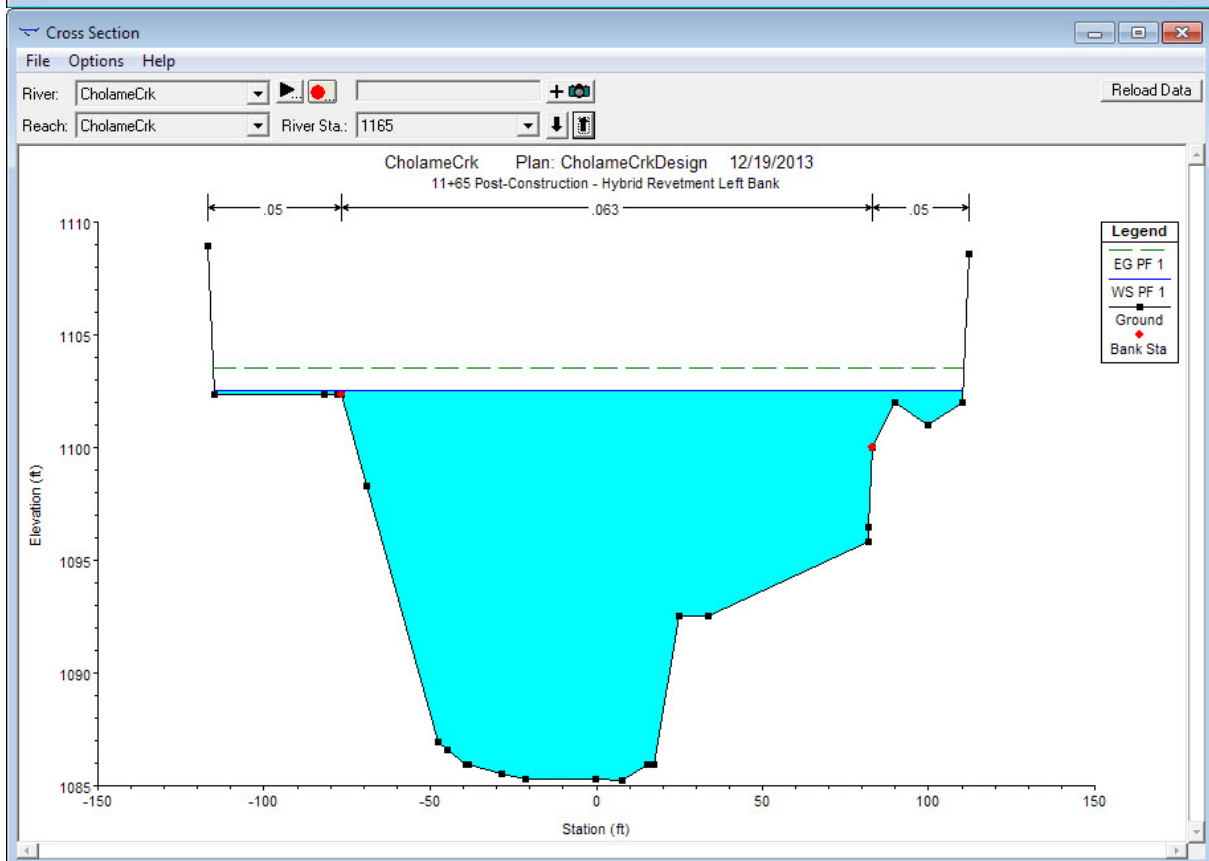 Cross Section
File Options Help
River: CholameCrk
Reload Data
Reach: CholameCrk River Sta.: 1165
CholameCrk Plan: CholameCrkDesign 12/19/2013
11+65 Post-Construction - Hybrid Revetment Left Bank
.05 .063 .05
Legend
EG PF 1
WS PF 1
Ground
Bank Sta
1110
1105
1100
1095
1090
1085
Elevation (ft)
-150 -100 -50 0 50 100 150
Station (ft)